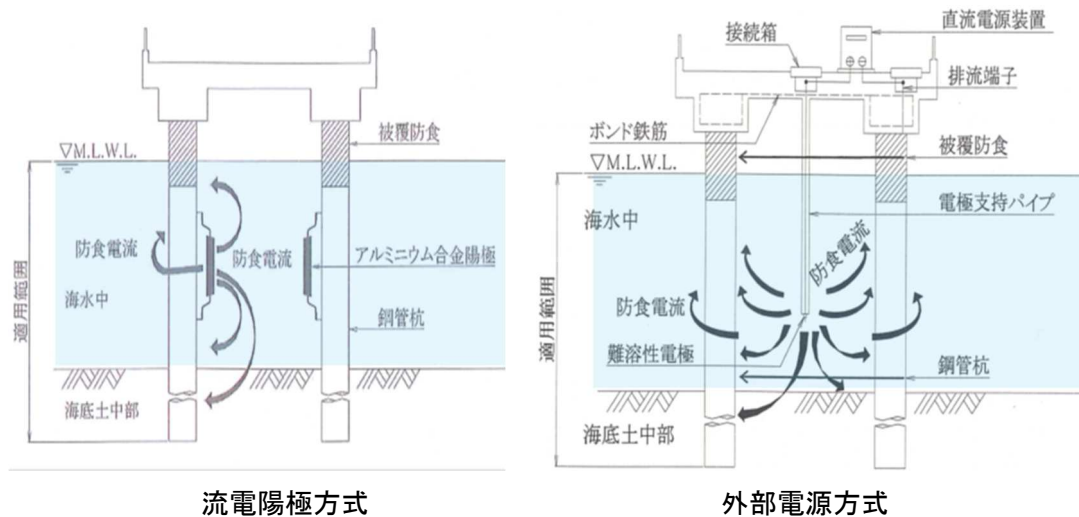 被覆防食
▽M.L.W.L.
防食電流
防食電流
アルミニウム合金陽極
海水中
適用範囲
鋼管杭
海底土中部
流電陽極方式
直流電源装置
接続箱
排流端子
ボンド鉄筋
被覆防食
▽M.L.W.L.
電極支持パイプ
海水中
防食電流
防食電流
適用範囲
難溶性電極
鋼管杭
海底土中部
外部電源方式